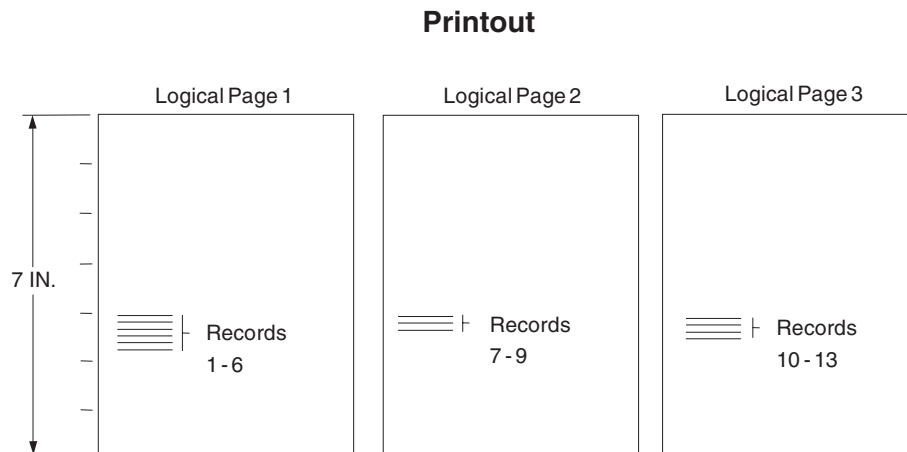 Printout
Logical Page 1
Logical Page 2
Logical Page 3
7 IN.
Records
1 - 6
Records
7 - 9
Records
10 - 13